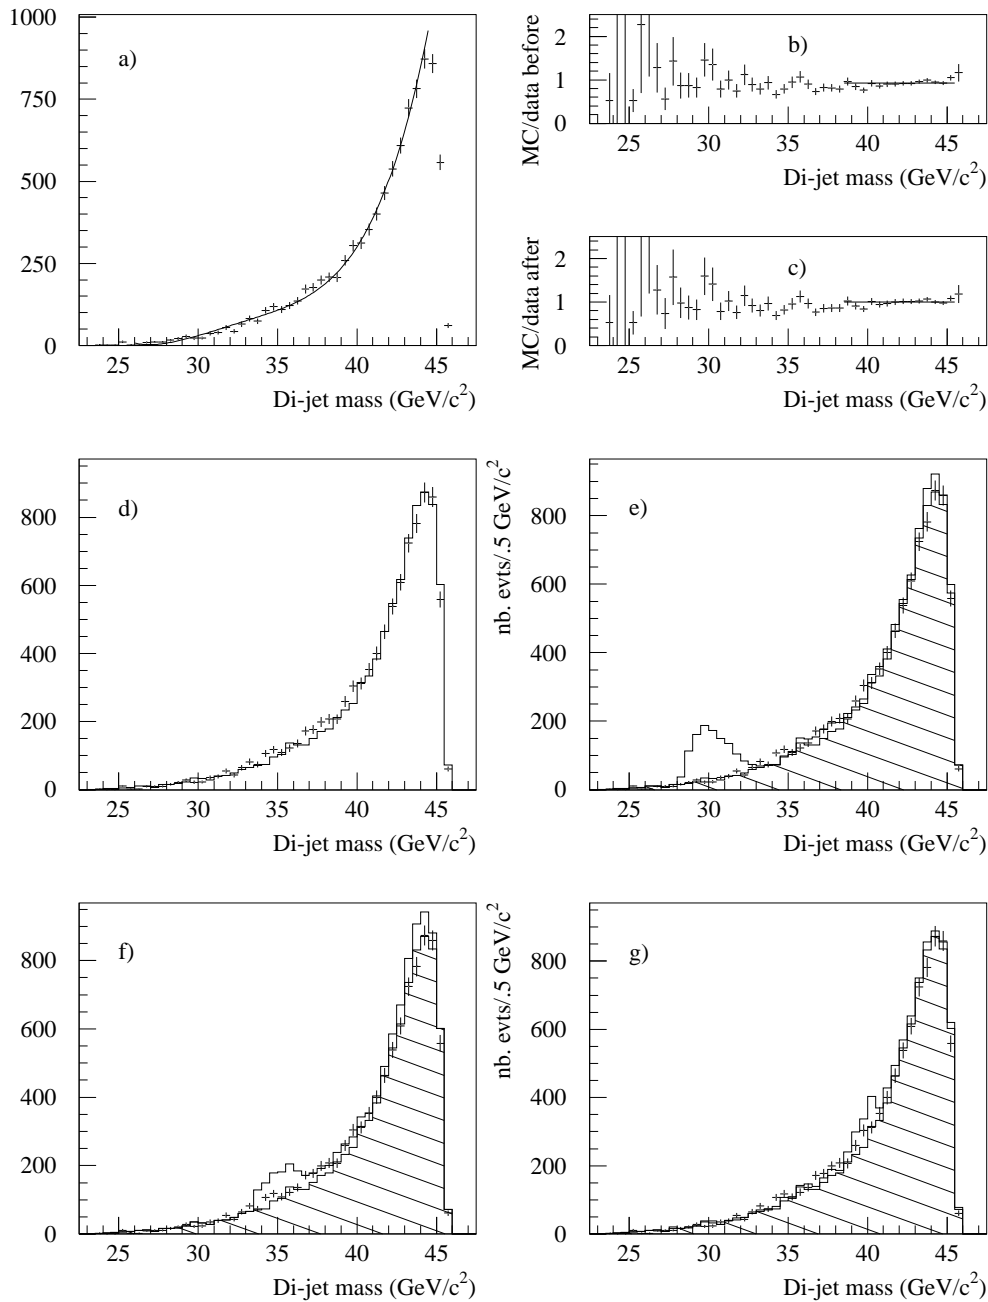 1000
750
500
250
0
a)
25 30 35 40 45
Di-jet mass (GeV/c²)
MC/data before
2
1
0
b)
25 30 35 40 45
Di-jet mass (GeV/c²)
MC/data after
2
1
0
c)
25 30 35 40 45
Di-jet mass (GeV/c²)
800
600
400
200
0
d)
25 30 35 40 45
Di-jet mass (GeV/c²)
nb. evts/.5 GeV/c²
800
600
400
200
0
e)
25 30 35 40 45
Di-jet mass (GeV/c²)
800
600
400
200
0
f)
25 30 35 40 45
Di-jet mass (GeV/c²)
nb. evts/.5 GeV/c²
800
600
400
200
0
g)
25 30 35 40 45
Di-jet mass (GeV/c²)